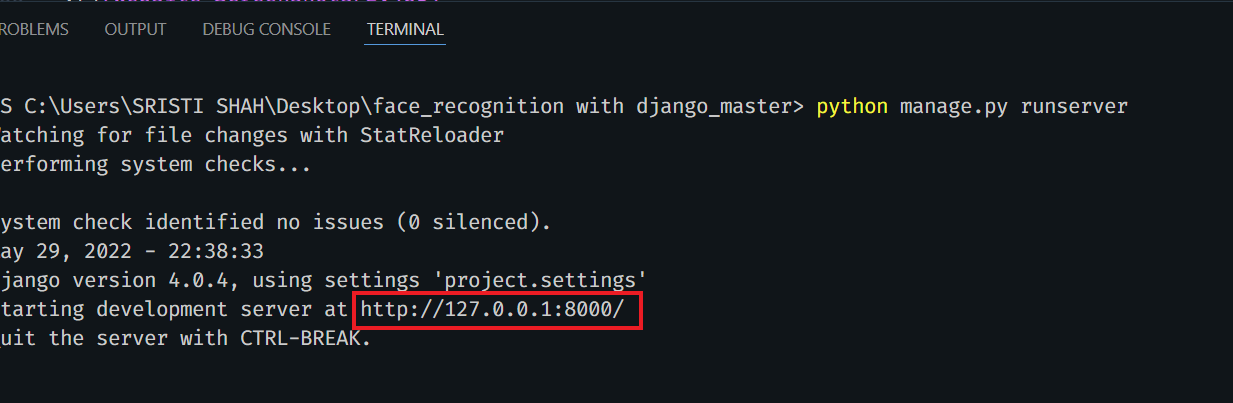 ROBLEMS OUTPUT DEBUG CONSOLE TERMINAL
S C:\Users\SRISTI SHAH\Desktop\face_recognition with django_master> python manage.py runserver
atching for file changes with StatReloader
erforming system checks...
ystem check identified no issues (0 silenced).
ay 29, 2022 - 22:38:33
jango version 4.0.4, using settings 'project.settings'
tarting development server at http://127.0.0.1:8000/
uit the server with CTRL-BREAK.